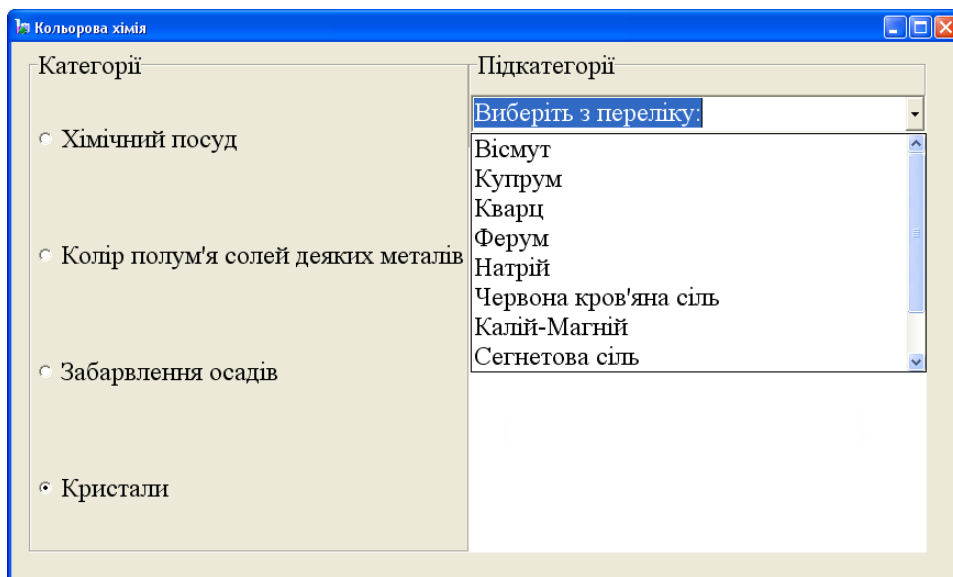 Кольорова хімія
Категорії
Хімічний посуд
Колір полум'я солей деяких металів
Забарвлення осадів
Кристали
Підкатегорії
Виберіть з переліку:
Вісмут
Купрум
Кварц
Ферум
Натрій
Червона кров'яна сіль
Калій-Магній
Сегнетова сіль